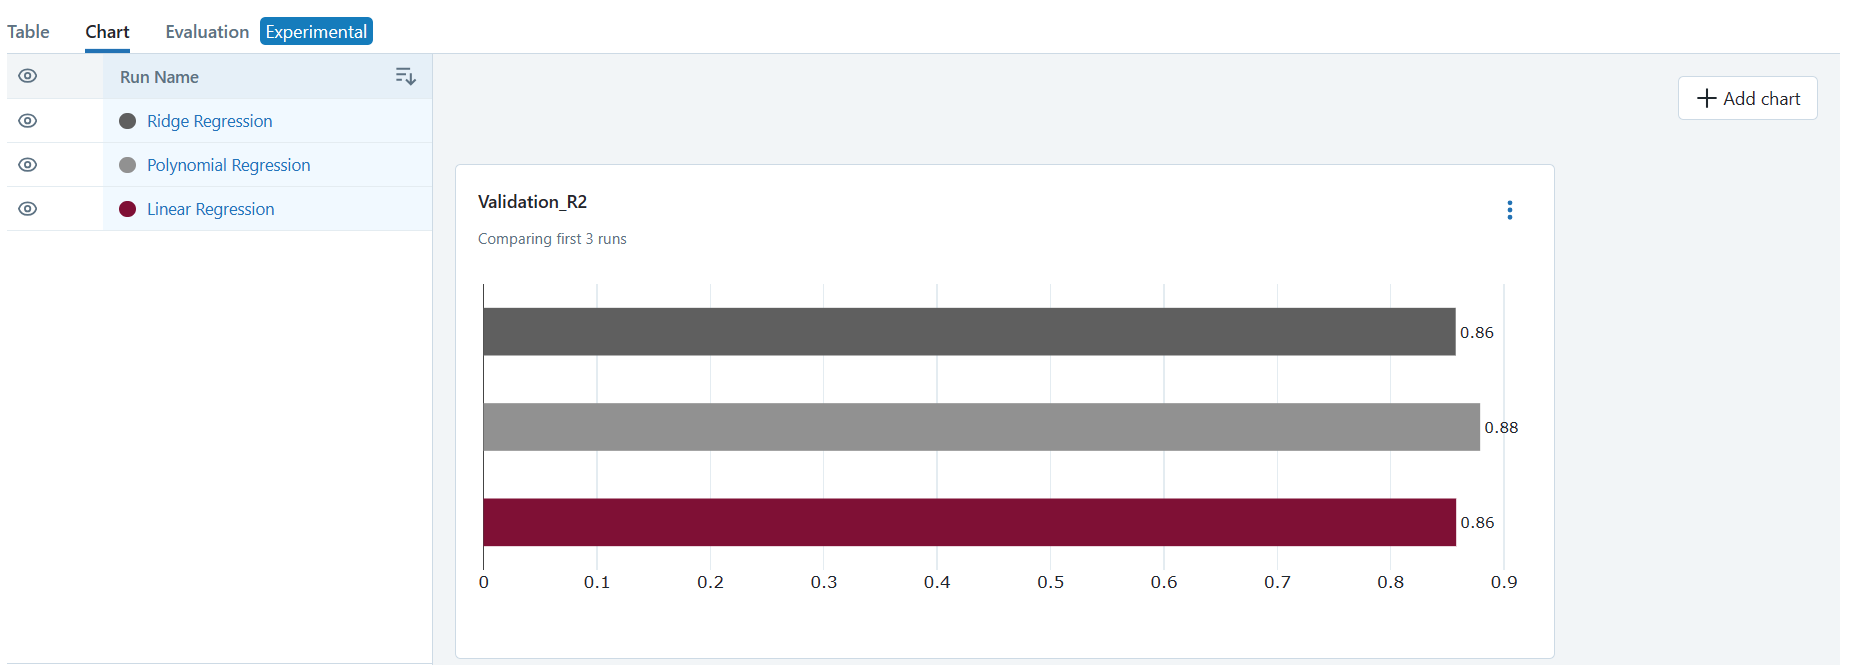 Table Chart Evaluation Experimental
Run Name
Ridge Regression
Polynomial Regression
Linear Regression
Add chart
Validation_R2
Comparing first 3 runs
0.86
0.88
0.86
0 0.1 0.2 0.3 0.4 0.5 0.6 0.7 0.8 0.9